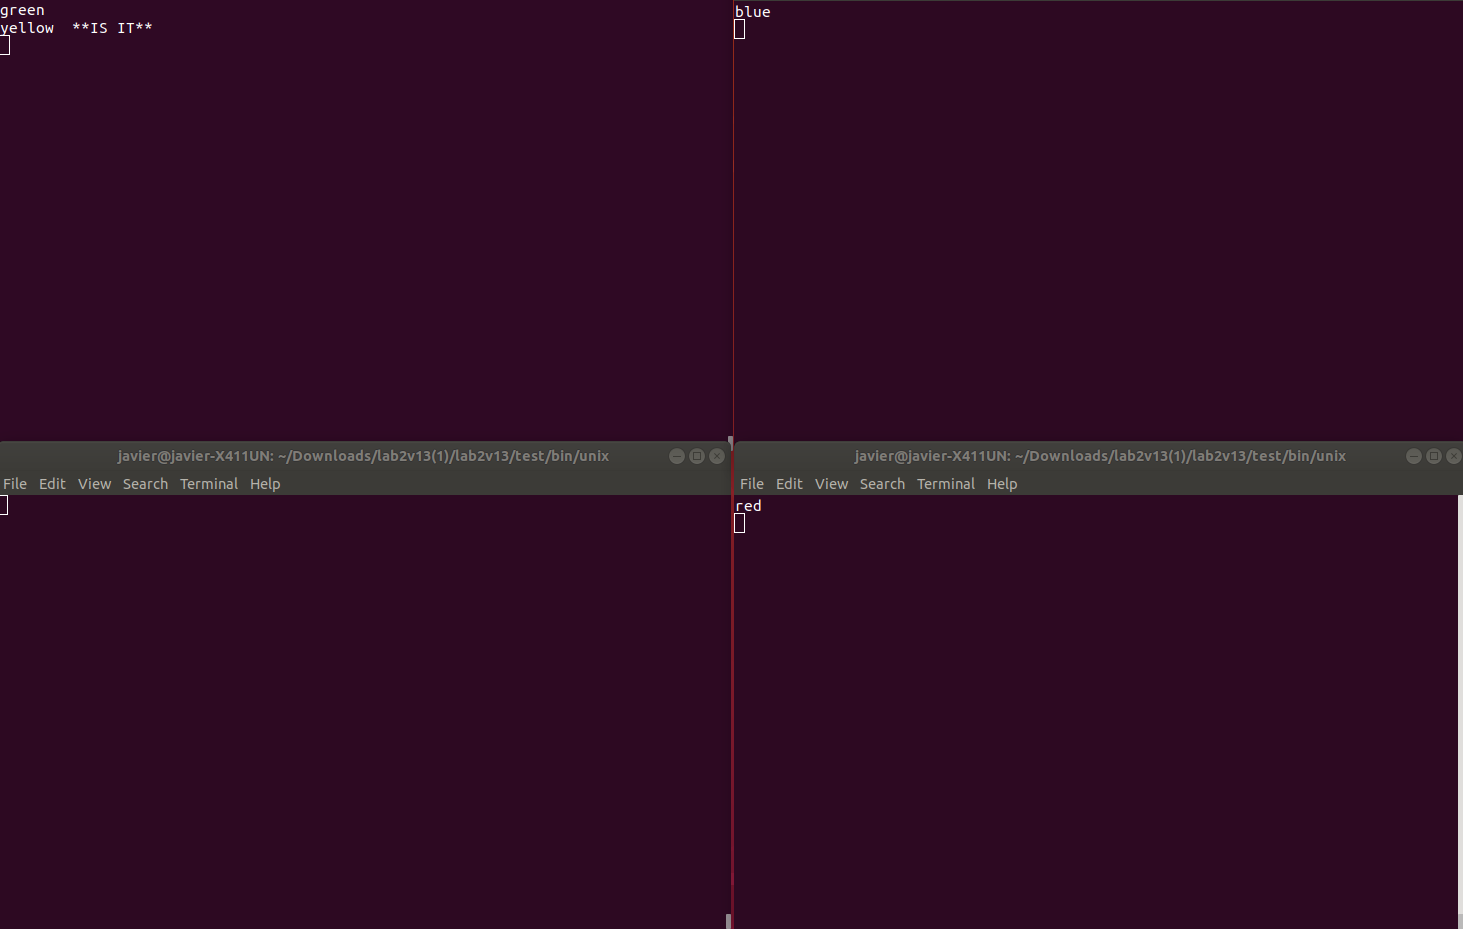 green
yellow  **IS IT**
blue
javier@javier-X411UN: ~/Downloads/lab2v13(1)/lab2v13/test/bin/unix
File Edit View Search Terminal Help
javier@javier-X411UN: ~/Downloads/lab2v13(1)/lab2v13/test/bin/unix
File Edit View Search Terminal Help
red